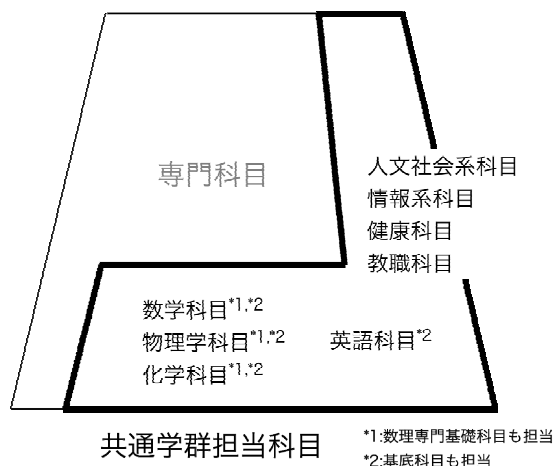 専門科目
人文社会系科目
情報系科目
健康科目
教職科目
数学科目*1,*2
物理学科目*1,*2
化学科目*1,*2
英語科目*2
共通学群担当科目
*1:数理専門基礎科目も担当
*2:基底科目も担当